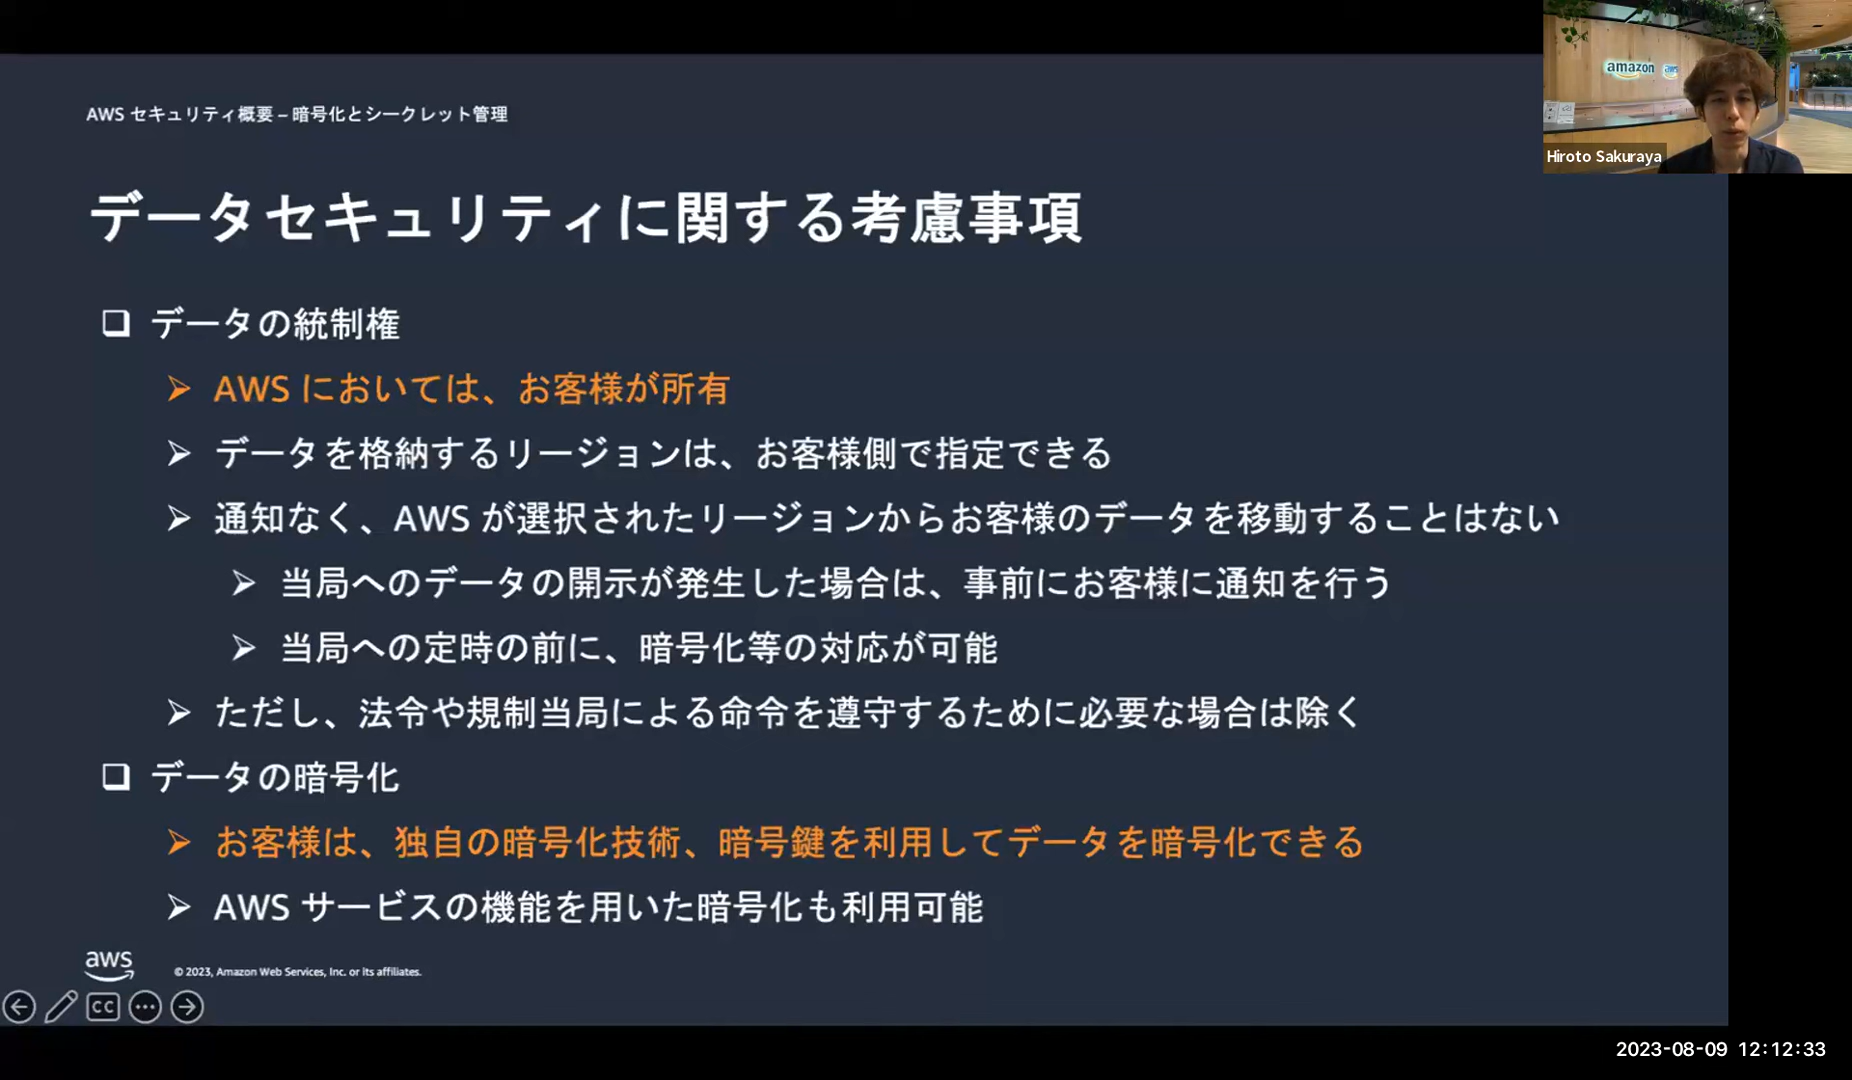 amazon
aws
Hiroto Sakuraya
AWS セキュリティ概要 – 暗号化とシークレット管理
データセキュリティに関する考慮事項
データの統制権
AWS においては、お客様が所有
データを格納するリージョンは、お客様側で指定できる
通知なく、AWS が選択されたリージョンからお客様のデータを移動することはない
当局へのデータの開示が発生した場合は、事前にお客様に通知を行う
当局への定時の前に、暗号化等の対応が可能
ただし、法令や規制当局による命令を遵守するために必要な場合は除く
データの暗号化
お客様は、独自の暗号化技術、暗号鍵を利用してデータを暗号化できる
AWS サービスの機能を用いた暗号化も利用可能
aws
© 2023, Amazon Web Services, Inc. or its affiliates.
CC
2023-08-09 12:12:33